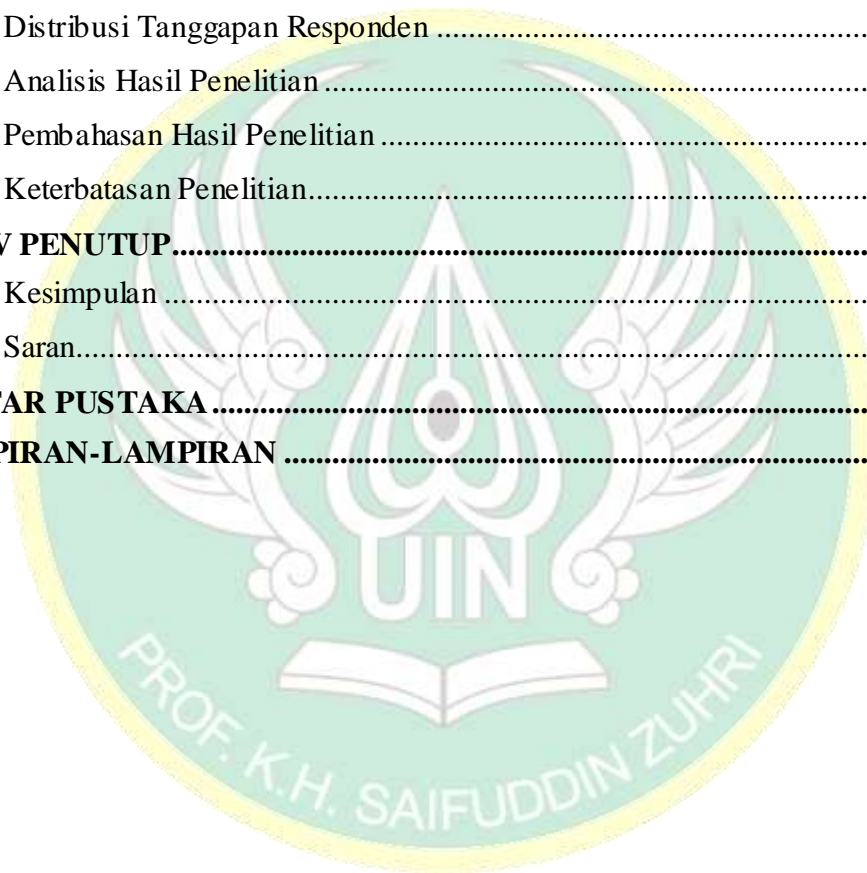 Distribusi Tanggapan Responden ................................................
Analisis Hasil Penelitian ................................................................
Pembahasan Hasil Penelitian ........................................................
Keterbatasan Penelitian..................................................................
V PENUTUP...................................................................................
Kesimpulan ....................................................................................
Saran...............................................................................................
TAR PUSTAKA .............................................................................
PIRAN-LAMPIRAN ......................................................................
UIN
PROF. K.H. SAIFUDDIN ZUHRI